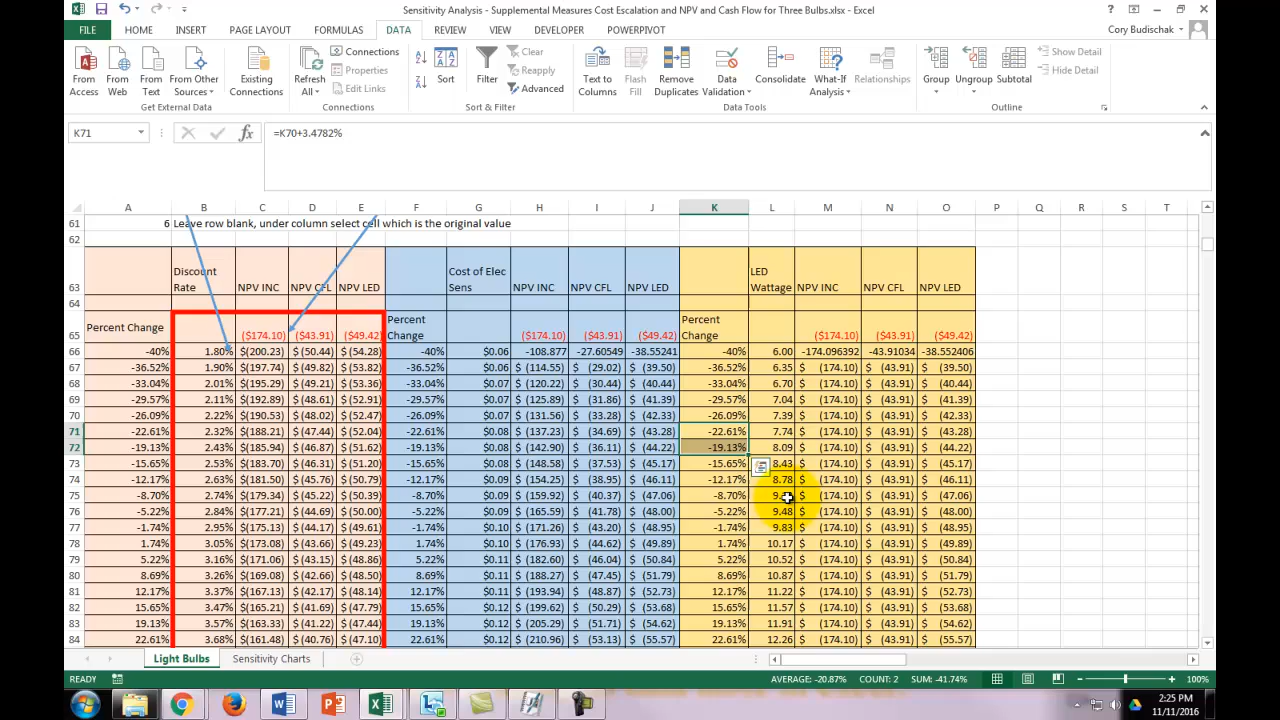 Sensitivity Analysis - Supplemental Measures Cost Escalation and NPV and Cash Flow for Three Bulbs.xlsx - Excel
FILE HOME INSERT PAGE LAYOUT FORMULAS DATA REVIEW VIEW DEVELOPER POWERPIVOT Cory Budischak
From Access From Web From Text From Other Sources Existing Connections Refresh All Connections Properties Edit Links Sort Filter Clear Reapply Advanced Text to Columns Flash Fill Remove Duplicates Data Validation Consolidate What-If Analysis Relationships Group Ungroup Subtotal Show Detail Hide Detail
Get External Data Connections Sort & Filter Data Tools Outline
K71 fx =K70+3.4782%
A B C D E F G H I J K L M N O P Q R S T
61 6 Leave row blank, under column select cell which is the original value
62
63 Discount Rate NPV INC NPV CFL NPV LED Cost of Elec Sens NPV INC NPV CFL NPV LED LED Wattage NPV INC NPV CFL NPV LED
64
65 Percent Change ($174.10) ($43.91) ($49.42) Percent Change ($174.10) ($43.91) ($49.42) Percent Change ($174.10) ($43.91) ($49.42)
66 -40% 1.80% $(200.23) $ (50.44) $ (54.28) -40% $0.06 -108.877 -27.60549 -38.55241 -40% 6.00 -174.096392 -43.91034 -38.552406
67 -36.52% 1.90% $(197.74) $ (49.82) $ (53.82) -36.52% $0.06 $ (114.55) $ (29.02) $ (39.50) -36.52% 6.35 $ (174.10) $ (43.91) $ (39.50)
68 -33.04% 2.01% $(195.29) $ (49.21) $ (53.36) -33.04% $0.07 $ (120.22) $ (30.44) $ (40.44) -33.04% 6.70 $ (174.10) $ (43.91) $ (40.44)
69 -29.57% 2.11% $(192.89) $ (48.61) $ (52.91) -29.57% $0.07 $ (125.89) $ (31.86) $ (41.39) -29.57% 7.04 $ (174.10) $ (43.91) $ (41.39)
70 -26.09% 2.22% $(190.53) $ (48.02) $ (52.47) -26.09% $0.07 $ (131.56) $ (33.28) $ (42.33) -26.09% 7.39 $ (174.10) $ (43.91) $ (42.33)
71 -22.61% 2.32% $(188.21) $ (47.44) $ (52.04) -22.61% $0.08 $ (137.23) $ (34.69) $ (43.28) -22.61% 7.74 $ (174.10) $ (43.91) $ (43.28)
72 -19.13% 2.43% $(185.94) $ (46.87) $ (51.62) -19.13% $0.08 $ (142.90) $ (36.11) $ (44.22) -19.13% 8.09 $ (174.10) $ (43.91) $ (44.22)
73 -15.65% 2.53% $(183.70) $ (46.31) $ (51.20) -15.65% $0.08 $ (148.58) $ (37.53) $ (45.17) -15.65% 8.43 $ (174.10) $ (43.91) $ (45.17)
74 -12.17% 2.63% $(181.50) $ (45.76) $ (50.79) -12.17% $0.09 $ (154.25) $ (38.95) $ (46.11) -12.17% 8.78 $ (174.10) $ (43.91) $ (46.11)
75 -8.70% 2.74% $(179.34) $ (45.22) $ (50.39) -8.70% $0.09 $ (159.92) $ (40.37) $ (47.06) -8.70% $ (174.10) $ (43.91) $ (47.06)
76 -5.22% 2.84% $(177.21) $ (44.69) $ (50.00) -5.22% $0.09 $ (165.59) $ (41.78) $ (48.00) -5.22% 9.48 $ (174.10) $ (43.91) $ (48.00)
77 -1.74% 2.95% $(175.13) $ (44.17) $ (49.61) -1.74% $0.10 $ (171.26) $ (43.20) $ (48.95) -1.74% 9.83 $ (174.10) $ (43.91) $ (48.95)
78 1.74% 3.05% $(173.08) $ (43.66) $ (49.23) 1.74% $0.10 $ (176.93) $ (44.62) $ (49.89) 1.74% 10.17 $ (174.10) $ (43.91) $ (49.89)
79 5.22% 3.16% $(171.06) $ (43.15) $ (48.86) 5.22% $0.11 $ (182.60) $ (46.04) $ (50.84) 5.22% 10.52 $ (174.10) $ (43.91) $ (50.84)
80 8.69% 3.26% $(169.08) $ (42.66) $ (48.50) 8.69% $0.11 $ (188.27) $ (47.45) $ (51.79) 8.69% 10.87 $ (174.10) $ (43.91) $ (51.79)
81 12.17% 3.37% $(167.13) $ (42.17) $ (48.14) 12.17% $0.11 $ (193.94) $ (48.87) $ (52.73) 12.17% 11.22 $ (174.10) $ (43.91) $ (52.73)
82 15.65% 3.47% $(165.21) $ (41.69) $ (47.79) 15.65% $0.12 $ (199.62) $ (50.29) $ (53.68) 15.65% 11.57 $ (174.10) $ (43.91) $ (53.68)
83 19.13% 3.57% $(163.33) $ (41.22) $ (47.44) 19.13% $0.12 $ (205.29) $ (51.71) $ (54.62) 19.13% 11.91 $ (174.10) $ (43.91) $ (54.62)
84 22.61% 3.68% $(161.48) $ (40.76) $ (47.10) 22.61% $0.12 $ (210.96) $ (53.13) $ (55.57) 22.61% 12.26 $ (174.10) $ (43.91) $ (55.57)
Light Bulbs Sensitivity Charts
READY AVERAGE: -20.87% COUNT: 2 SUM: -41.74% 100%
2:25 PM
11/11/2016